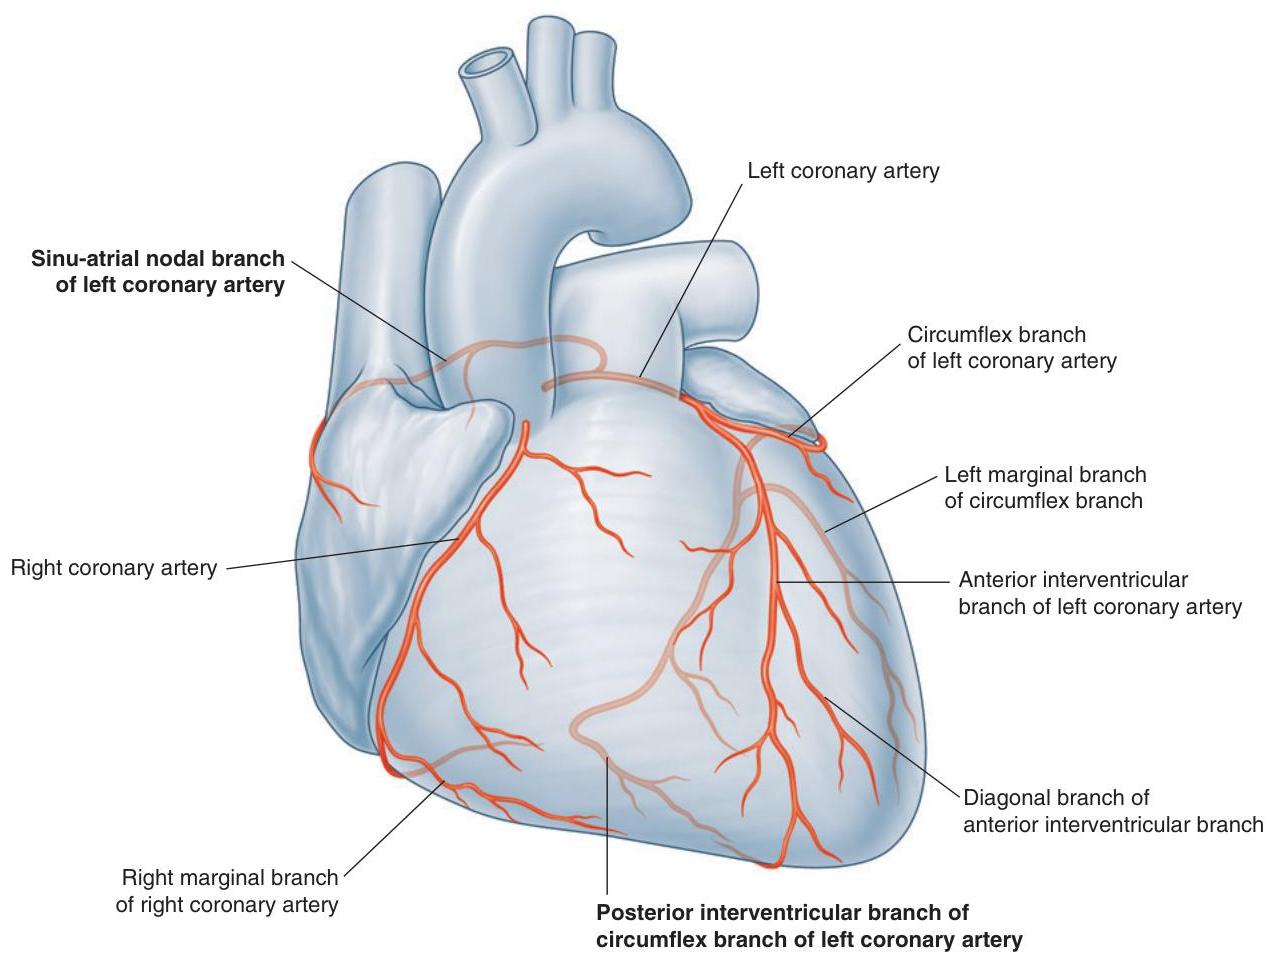 Left coronary artery
Sinu-atrial nodal branch
of left coronary artery
Circumflex branch
of left coronary artery
Left marginal branch
of circumflex branch
Right coronary artery
Anterior interventricular
branch of left coronary artery
Diagonal branch of
anterior interventricular branch
Right marginal branch
of right coronary artery
Posterior interventricular branch of
circumflex branch of left coronary artery